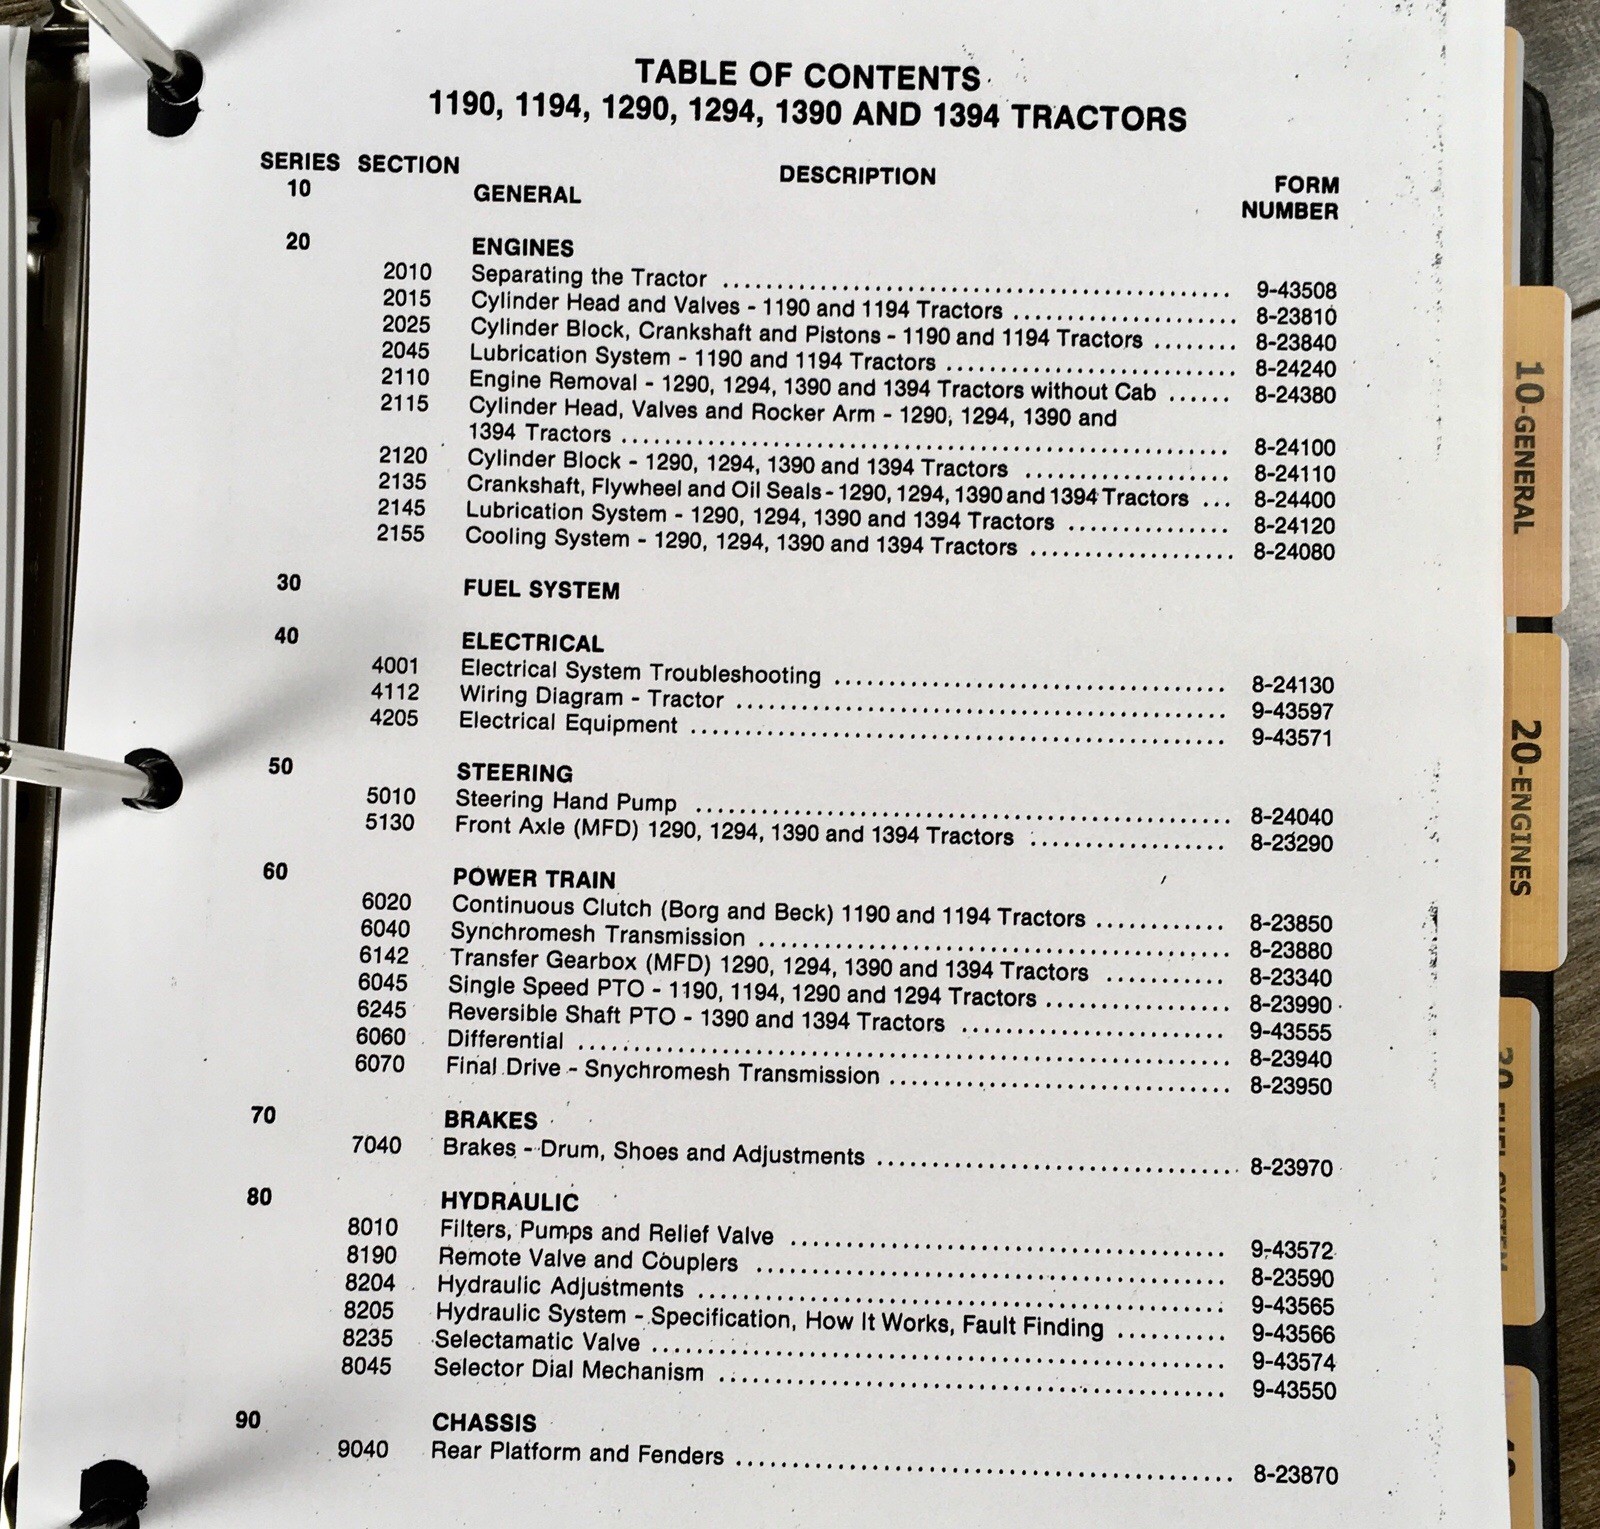 TABLE OF CONTENTS
1190, 1194, 1290, 1294, 1390 AND 1394 TRACTORS
SERIES SECTION DESCRIPTION FORM NUMBER
10 GENERAL
20 ENGINES
2010 Separating the Tractor ........ 9-43508
2015 Cylinder Head and Valves - 1190 and 1194 Tractors ........ 8-23810
2025 Cylinder Block, Crankshaft and Pistons - 1190 and 1194 Tractors ........ 8-23840
2045 Lubrication System - 1190 and 1194 Tractors ........ 8-24240
2110 Engine Removal - 1290, 1294, 1390 and 1394 Tractors without Cab ...... 8-24380
2115 Cylinder Head, Valves and Rocker Arm - 1290, 1294, 1390 and
1394 Tractors ........ 8-24100
2120 Cylinder Block - 1290, 1294, 1390 and 1394 Tractors ........ 8-24110
2135 Crankshaft, Flywheel and Oil Seals - 1290, 1294, 1390 and 1394 Tractors ... 8-24400
2145 Lubrication System - 1290, 1294, 1390 and 1394 Tractors ........ 8-24120
2155 Cooling System - 1290, 1294, 1390 and 1394 Tractors ........ 8-24080
30 FUEL SYSTEM
40 ELECTRICAL
4001 Electrical System Troubleshooting ........ 8-24130
4112 Wiring Diagram - Tractor ........ 9-43597
4205 Electrical Equipment ........ 9-43571
50 STEERING
5010 Steering Hand Pump ........ 8-24040
5130 Front Axle (MFD) 1290, 1294, 1390 and 1394 Tractors ........ 8-23290
60 POWER TRAIN
6020 Continuous Clutch (Borg and Beck) 1190 and 1194 Tractors ........ 8-23850
6040 Synchromesh Transmission ........ 8-23880
6142 Transfer Gearbox (MFD) 1290, 1294, 1390 and 1394 Tractors ........ 8-23340
6045 Single Speed PTO - 1190, 1194, 1290 and 1294 Tractors ........ 8-23990
6245 Reversible Shaft PTO - 1390 and 1394 Tractors ........ 9-43555
6060 Differential ........ 8-23940
6070 Final Drive - Snychromesh Transmission ........ 8-23950
70 BRAKES
7040 Brakes - Drum, Shoes and Adjustments ........ 8-23970
80 HYDRAULIC
8010 Filters, Pumps and Relief Valve ........ 9-43572
8190 Remote Valve and Couplers ........ 8-23590
8204 Hydraulic Adjustments ........ 9-43565
8205 Hydraulic System - Specification, How It Works, Fault Finding ........ 9-43566
8235 Selectamatic Valve ........ 9-43574
8045 Selector Dial Mechanism ........ 9-43550
90 CHASSIS
9040 Rear Platform and Fenders ........ 8-23870
10-GENERAL
20-ENGINES
30 FUEL SYSTEM